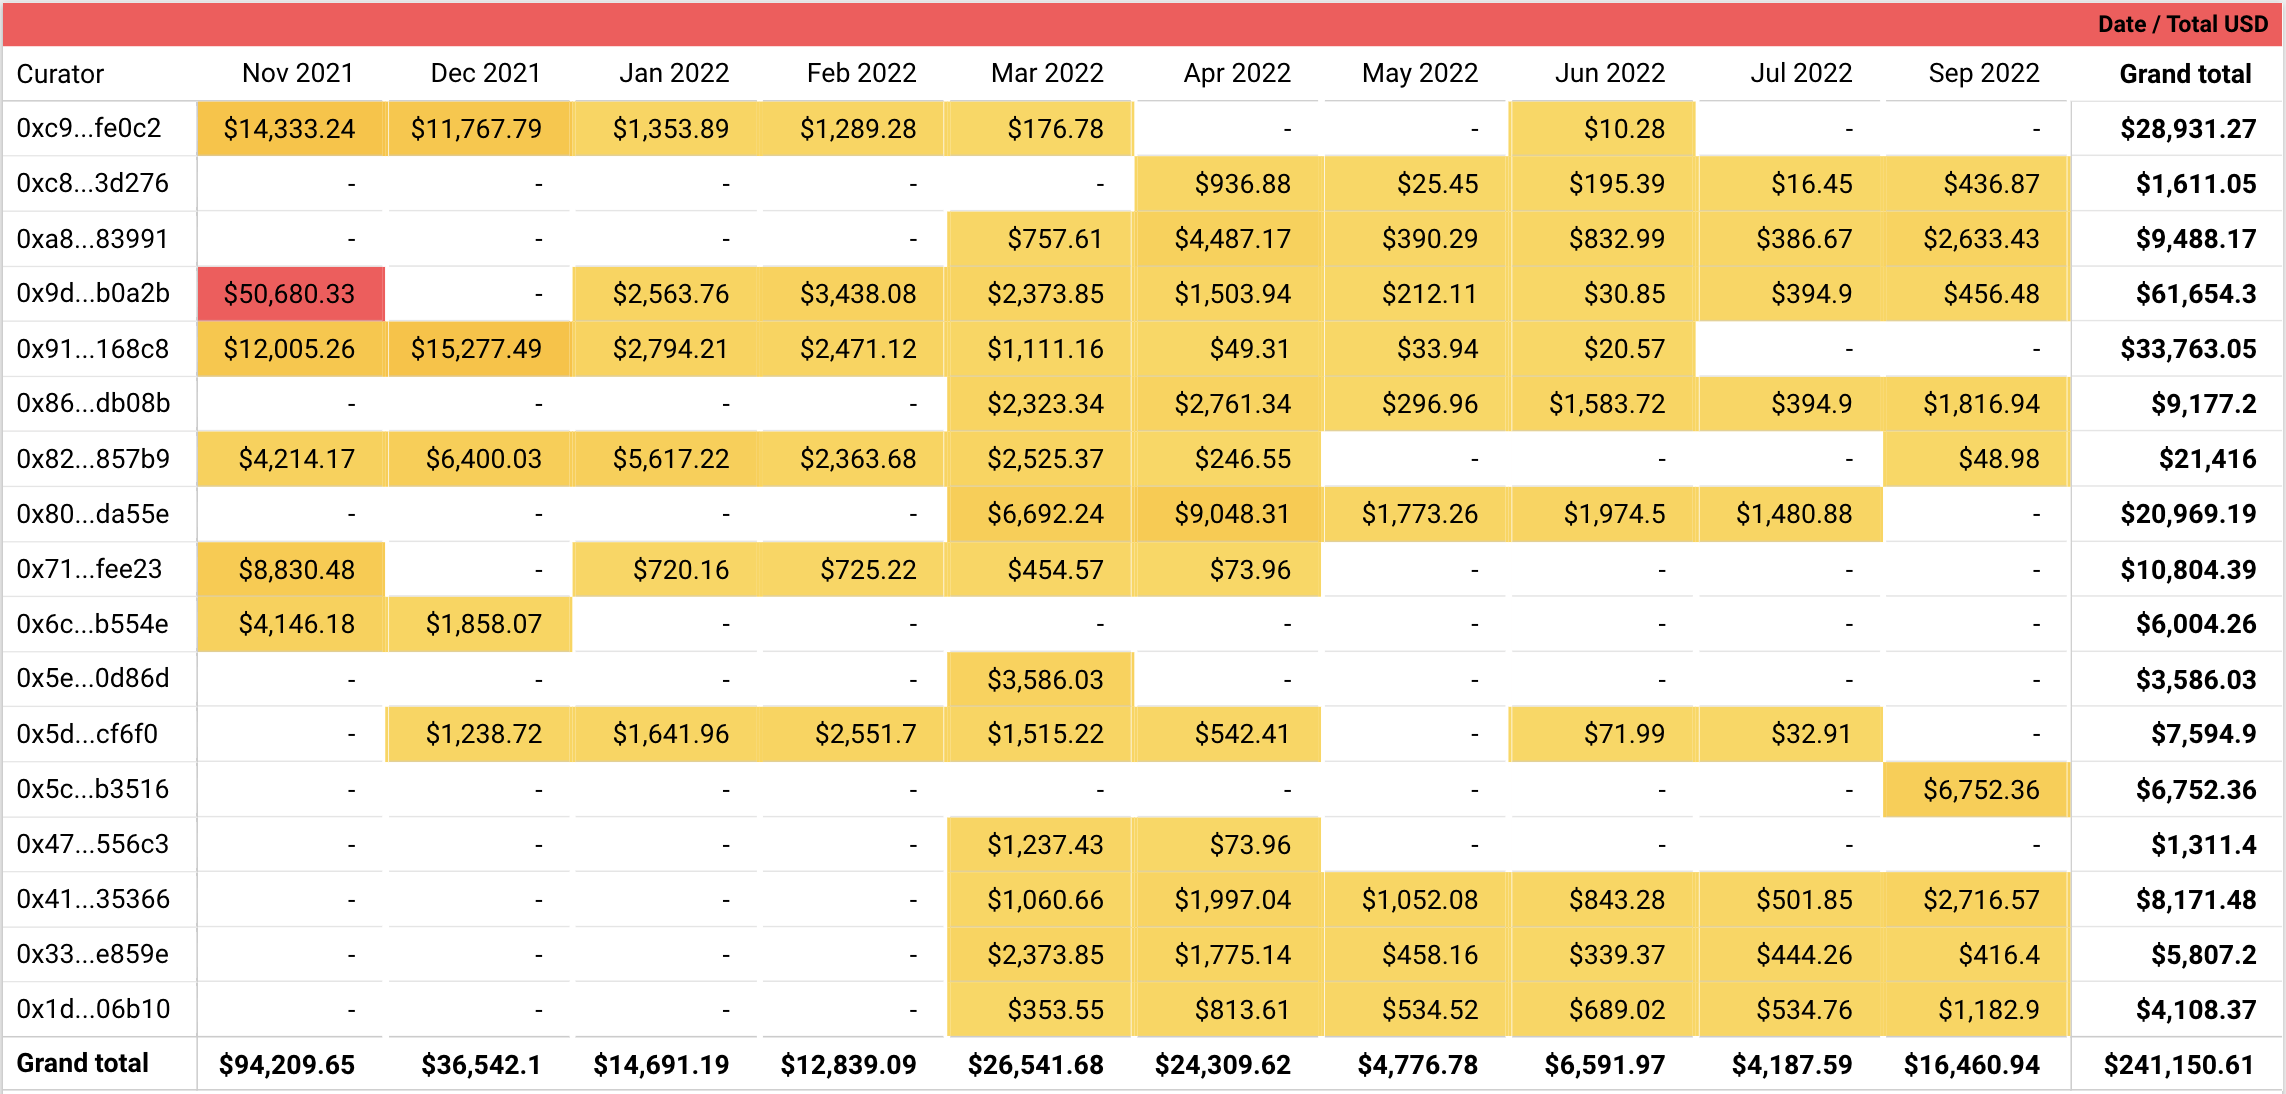 Date / Total USD
Curator Nov 2021 Dec 2021 Jan 2022 Feb 2022 Mar 2022 Apr 2022 May 2022 Jun 2022 Jul 2022 Sep 2022 Grand total
0xc9...fe0c2 $14,333.24 $11,767.79 $1,353.89 $1,289.28 $176.78 - - $10.28 - - $28,931.27
0xc8...3d276 - - - - - $936.88 $25.45 $195.39 $16.45 $436.87 $1,611.05
0xa8...83991 - - - - $757.61 $4,487.17 $390.29 $832.99 $386.67 $2,633.43 $9,488.17
0x9d...b0a2b $50,680.33 - $2,563.76 $3,438.08 $2,373.85 $1,503.94 $212.11 $30.85 $394.9 $456.48 $61,654.3
0x91...168c8 $12,005.26 $15,277.49 $2,794.21 $2,471.12 $1,111.16 $49.31 $33.94 $20.57 - - $33,763.05
0x86...db08b - - - - $2,323.34 $2,761.34 $296.96 $1,583.72 $394.9 $1,816.94 $9,177.2
0x82...857b9 $4,214.17 $6,400.03 $5,617.22 $2,363.68 $2,525.37 $246.55 - - - $48.98 $21,416
0x80...da55e - - - - $6,692.24 $9,048.31 $1,773.26 $1,974.5 $1,480.88 - $20,969.19
0x71...fee23 $8,830.48 - $720.16 $725.22 $454.57 $73.96 - - - - $10,804.39
0x6c...b554e $4,146.18 $1,858.07 - - - - - - - - $6,004.26
0x5e...0d86d - - - - $3,586.03 - - - - - $3,586.03
0x5d...cf6f0 - $1,238.72 $1,641.96 $2,551.7 $1,515.22 $542.41 - $71.99 $32.91 - $7,594.9
0x5c...b3516 - - - - - - - - - $6,752.36 $6,752.36
0x47...556c3 - - - - $1,237.43 $73.96 - - - - $1,311.4
0x41...35366 - - - - $1,060.66 $1,997.04 $1,052.08 $843.28 $501.85 $2,716.57 $8,171.48
0x33...e859e - - - - $2,373.85 $1,775.14 $458.16 $339.37 $444.26 $416.4 $5,807.2
0x1d...06b10 - - - - $353.55 $813.61 $534.52 $689.02 $534.76 $1,182.9 $4,108.37
Grand total $94,209.65 $36,542.1 $14,691.19 $12,839.09 $26,541.68 $24,309.62 $4,776.78 $6,591.97 $4,187.59 $16,460.94 $241,150.61